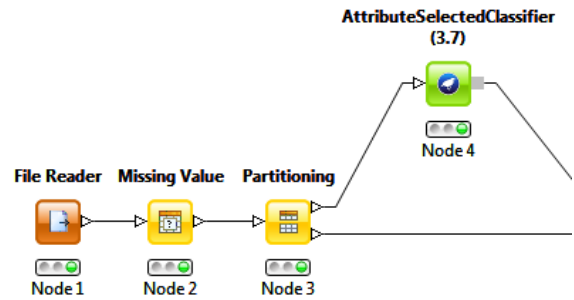 AttributeSelectedClassifier
(3.7)
Node 4
File Reader
Missing Value
Partitioning
?
Node 1
Node 2
Node 3